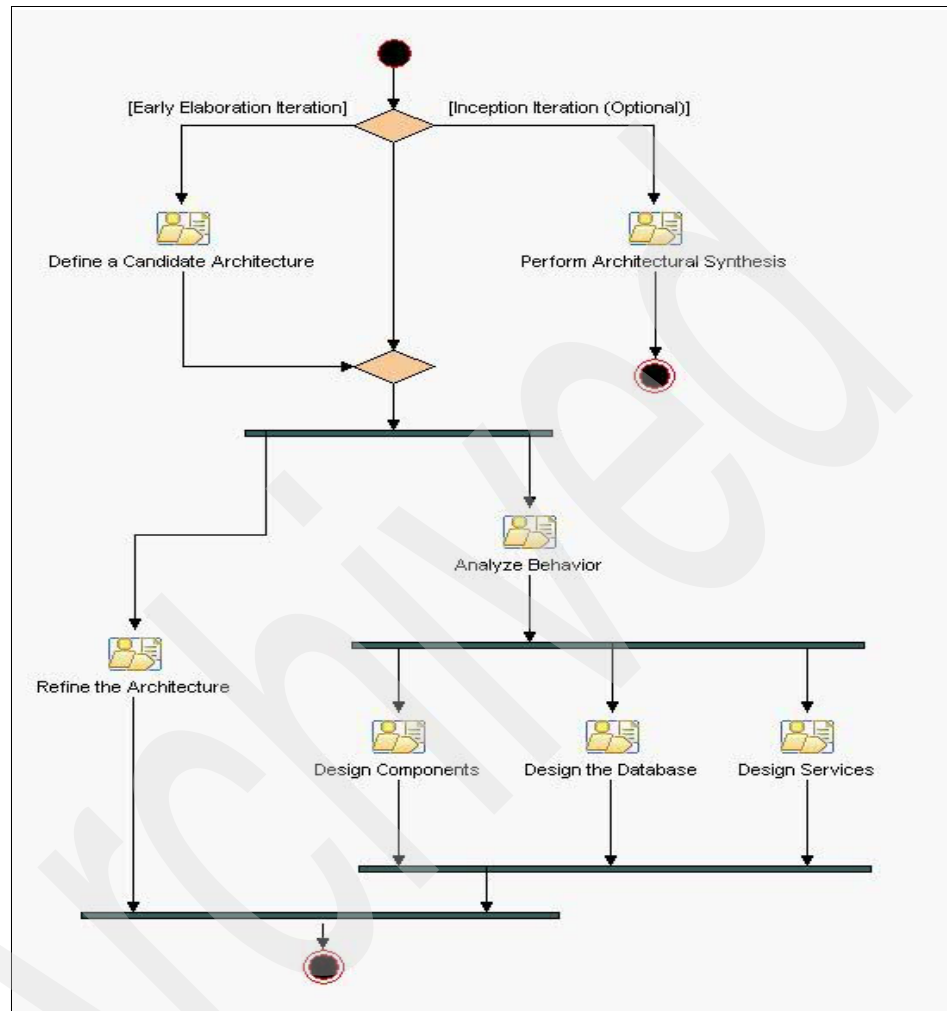 [Early Elaboration Iteration]
[Inception Iteration (Optional)]
Define a Candidate Architecture
Perform Architectural Synthesis
Analyze Behavior
Refine the Architecture
Design Components
Design the Database
Design Services
Archived